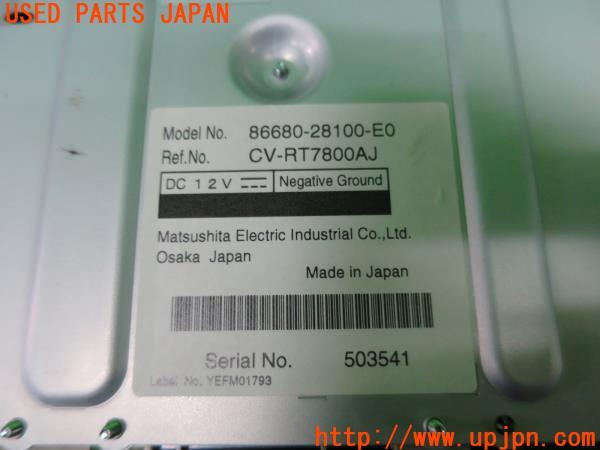 USED PARTS JAPAN
Model No. 86680-28100-E0
Ref.No. CV-RT7800AJ
DC 12V Negative Ground
Matsushita Electric Industrial Co.,Ltd.
Osaka Japan
Made in Japan
Serial No. 503541
Label No. YEFM01793
http://www.upjpn.com